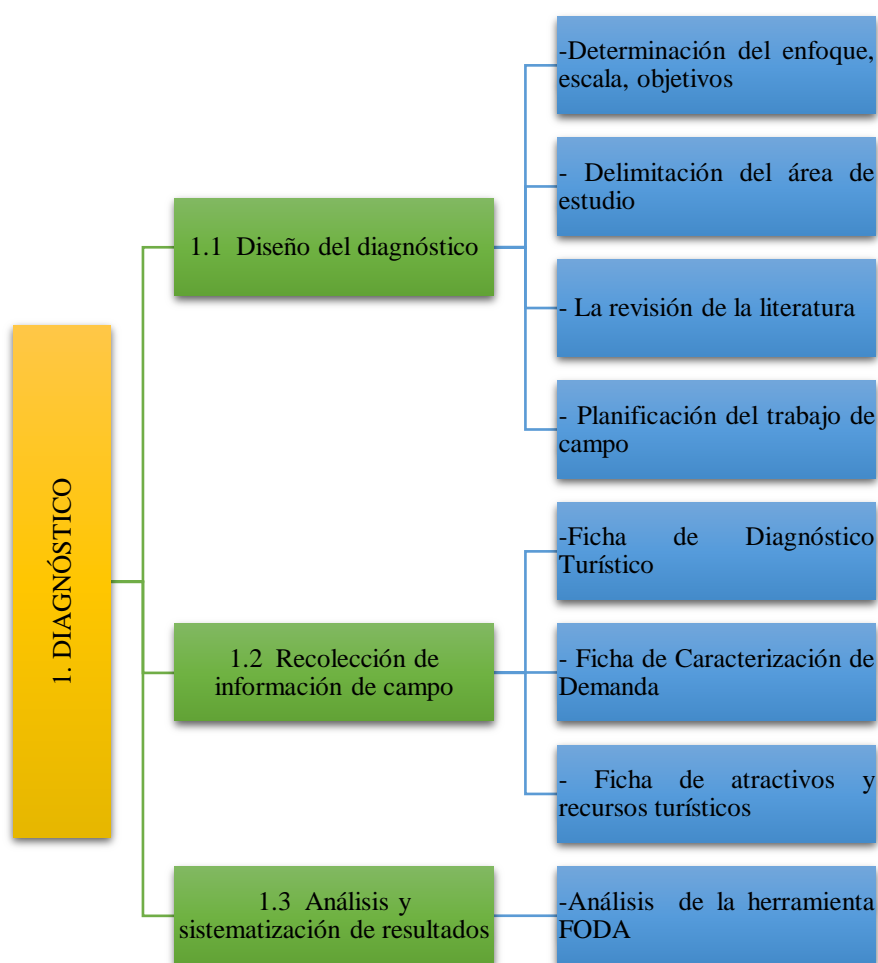 1. DIAGNÓSTICO
1.1 Diseño del diagnóstico
-Determinación del enfoque,
escala, objetivos
- Delimitación del área de
estudio
- La revisión de la literatura
- Planificación del trabajo de
campo
1.2 Recolección de
información de campo
-Ficha de Diagnóstico
Turístico
- Ficha de Caracterización de
Demanda
- Ficha de atractivos y
recursos turísticos
1.3 Análisis y
sistematización de resultados
-Análisis de la herramienta
FODA